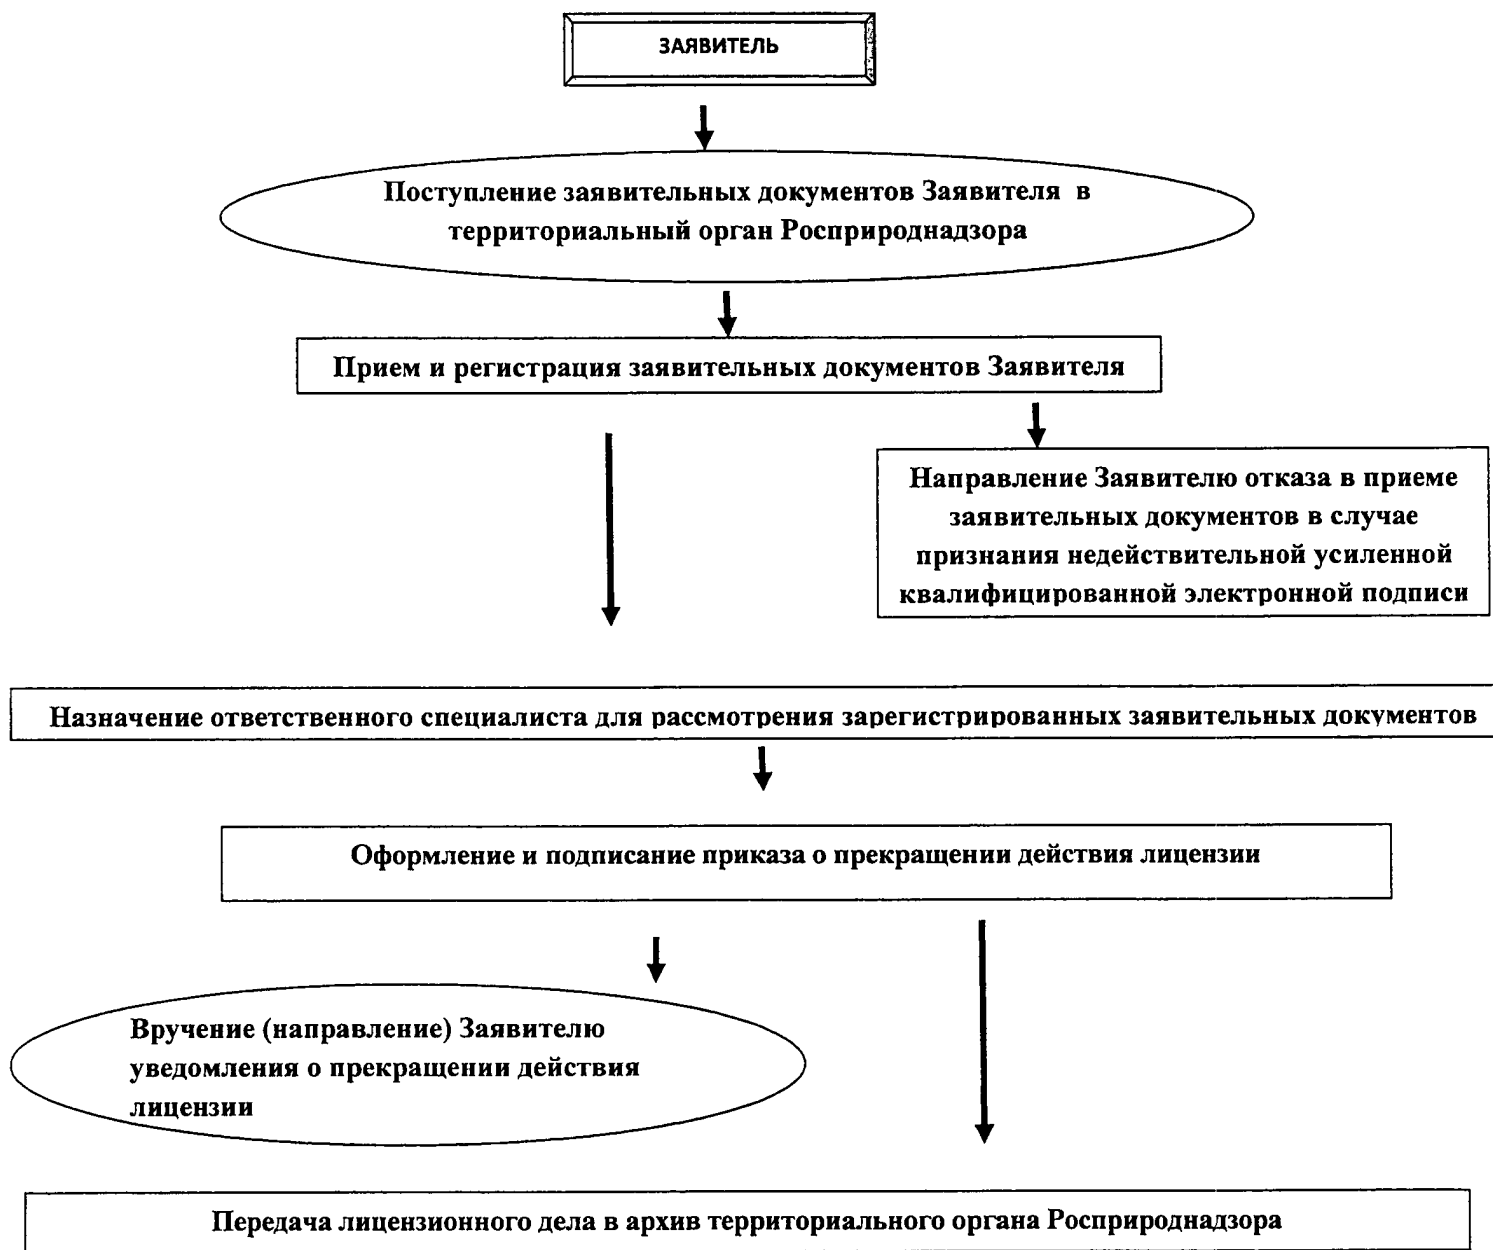 ЗАЯВИТЕЛЬ
Поступление заявительных документов Заявителя в
территориальный орган Росприроднадзора
Прием и регистрация заявительных документов Заявителя
Направление Заявителю отказа в приеме
заявительных документов в случае
признания недействительной усиленной
квалифицированной электронной подписи
Назначение ответственного специалиста для рассмотрения зарегистрированных заявительных документов
Оформление и подписание приказа о прекращении действия лицензии
Вручение (направление) Заявителю
уведомления о прекращении действия
лицензии
Передача лицензионного дела в архив территориального органа Росприроднадзора